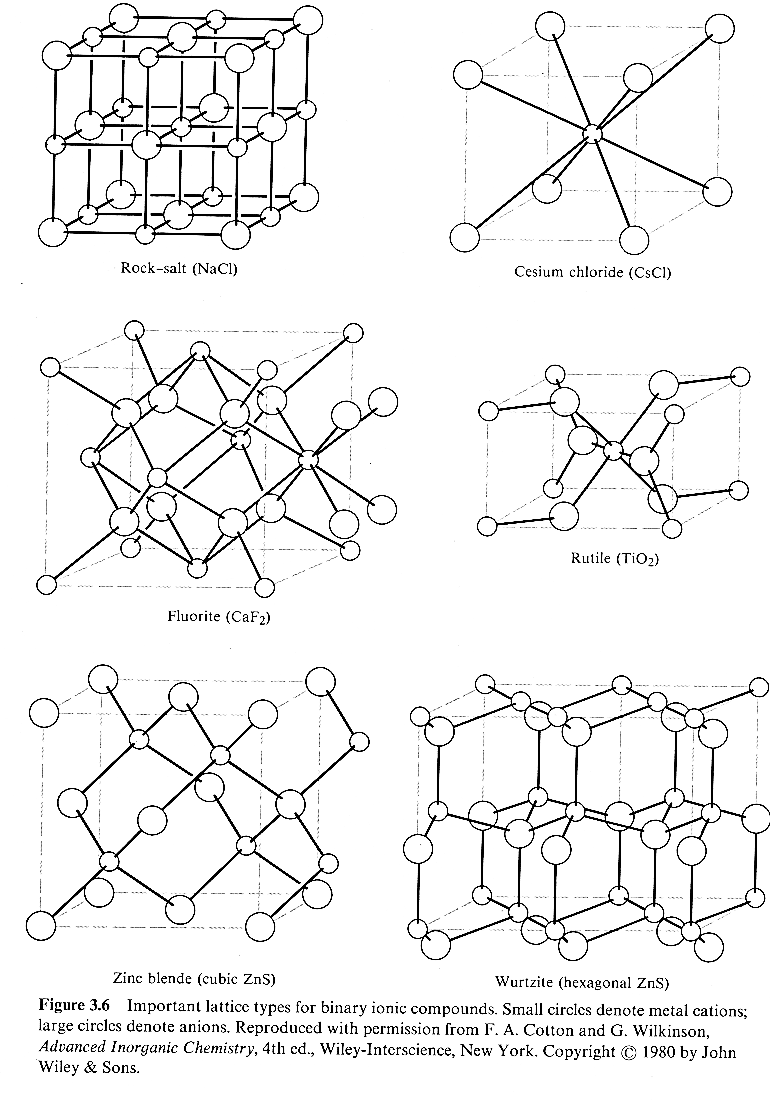 Rock-salt (NaCl)
Cesium chloride (CsCl)
Fluorite (CaF2)
Rutile (TiO2)
Zinc blende (cubic ZnS)
Wurtzite (hexagonal ZnS)
Figure 3.6 Important lattice types for binary ionic compounds. Small circles denote metal cations;
large circles denote anions. Reproduced with permission from F. A. Cotton and G. Wilkinson,
Advanced Inorganic Chemistry, 4th ed., Wiley-Interscience, New York. Copyright © 1980 by John
Wiley & Sons.